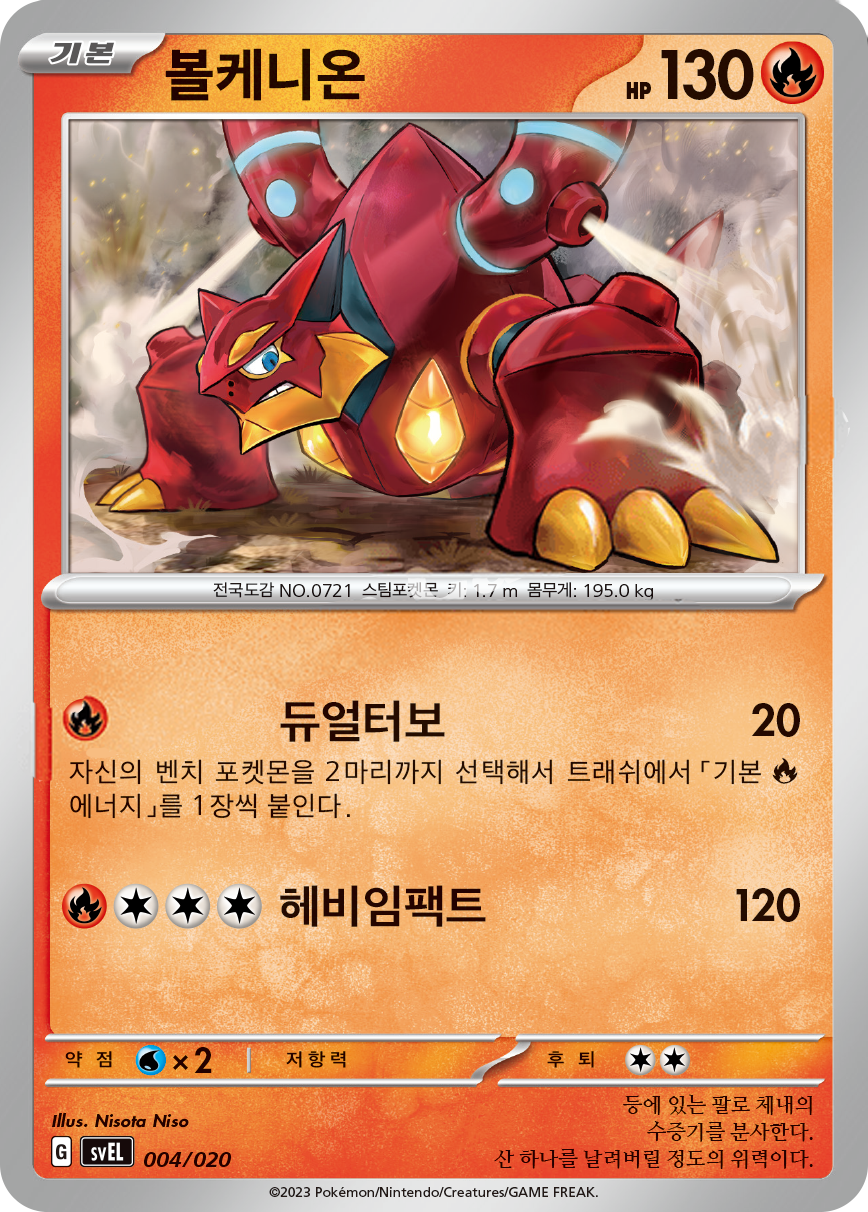 기본
볼케니온
HP 130
전국도감 NO.0721 스팀포켓몬 키: 1.7 m 몸무게: 195.0 kg
듀얼터보 20
자신의 벤치 포켓몬을 2마리까지 선택해서 트래쉬에서 「기본
에너지」를 1장씩 붙인다.
헤비임팩트 120
약점 ×2 저항력 후퇴
Illus. Nisota Niso
G svEL 004/020
등에 있는 팔로 체내의
수증기를 분사한다.
산 하나를 날려버릴 정도의 위력이다.
©2023 Pokémon/Nintendo/Creatures/GAME FREAK.